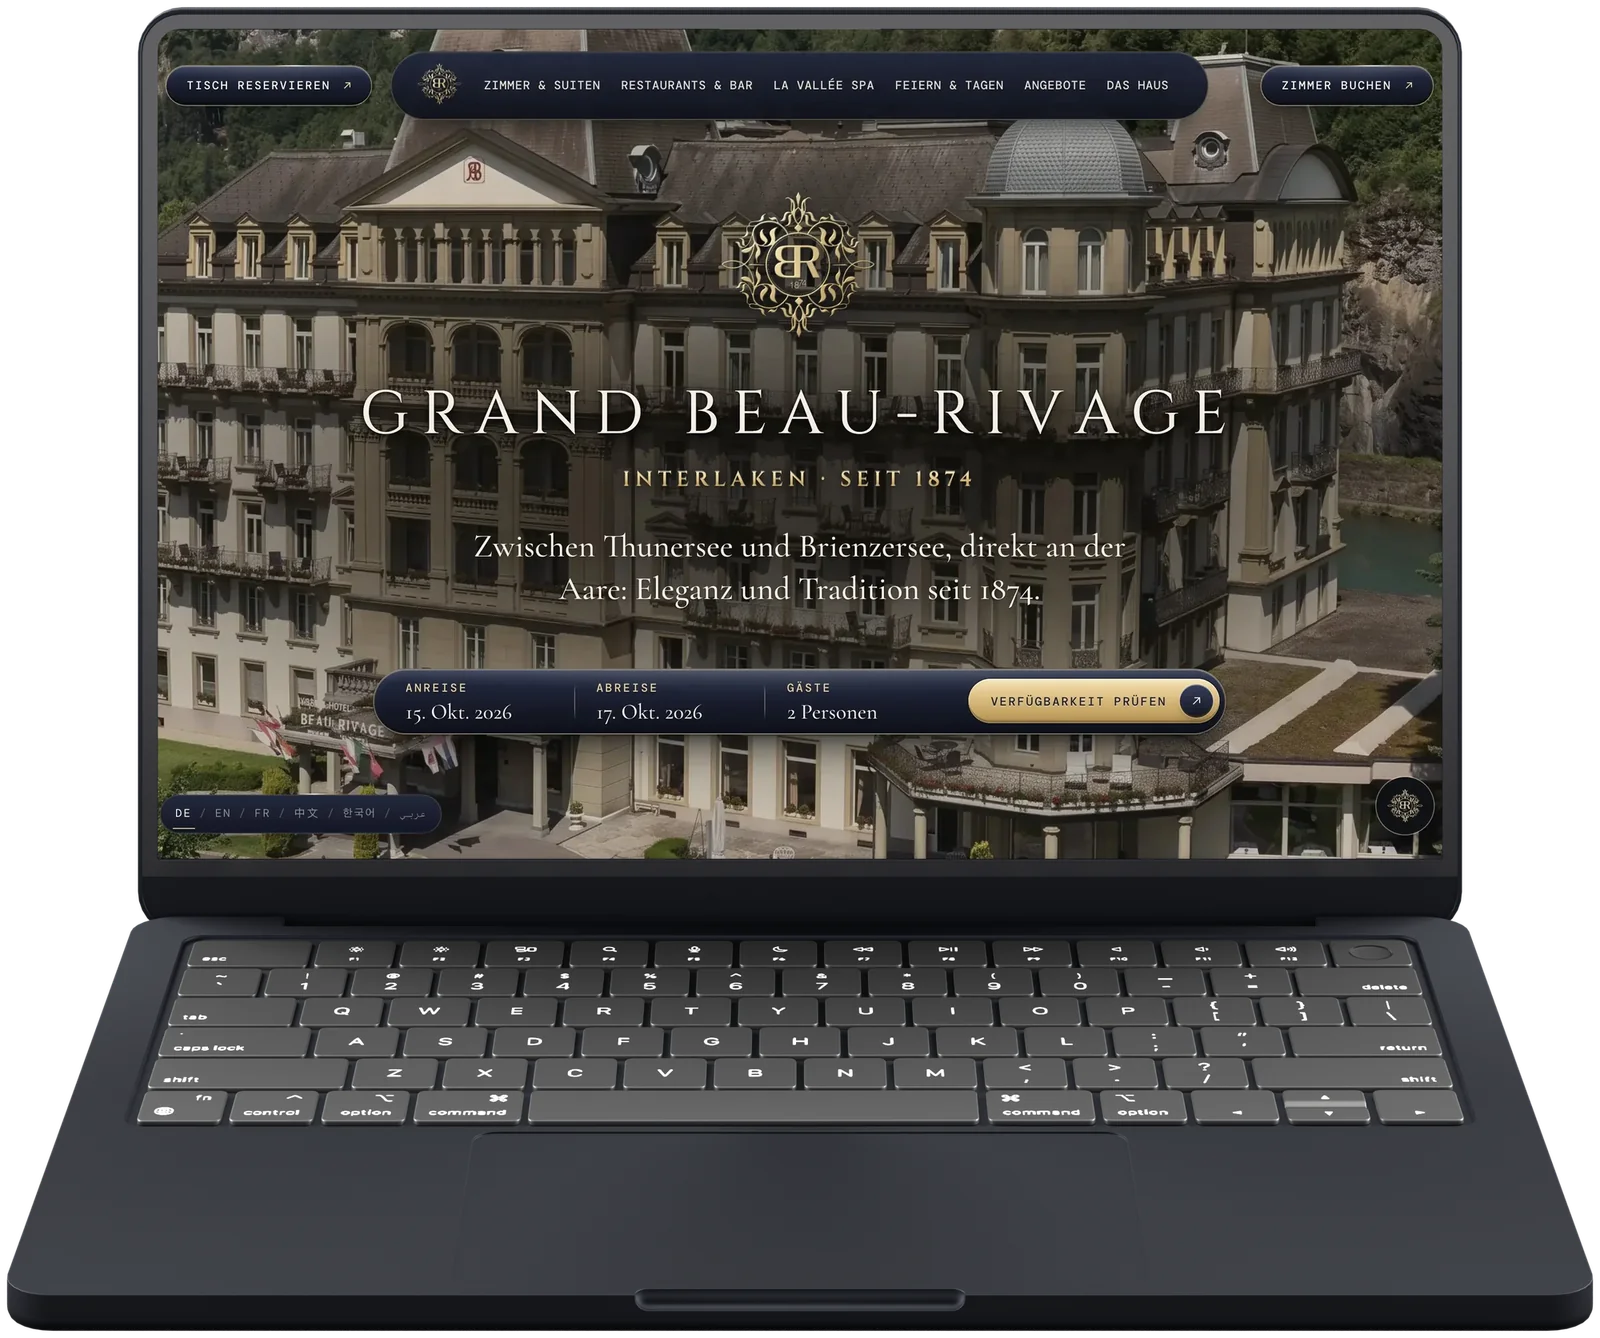 TISCH RESERVIEREN ↗
BR ZIMMER & SUITEN RESTAURANTS & BAR LA VALLÉE SPA FEIERN & TAGEN ANGEBOTE DAS HAUS
ZIMMER BUCHEN ↗
BR
1874
GRAND BEAU-RIVAGE
INTERLAKEN · SEIT 1874
Zwischen Thunersee und Brienzersee, direkt an der
Aare: Eleganz und Tradition seit 1874.
ANREISE
15. Okt. 2026
ABREISE
17. Okt. 2026
GÄSTE
2 Personen
VERFÜGBARKEIT PRÜFEN ↗
BEAU RIVAGE
DE / EN / FR / 中文 / 한국어 / عربي
BR
esc F1 F2 F3 F4 F5 F6 F7 F8 F9 F10 F11 F12
~ ` ! 1 @ 2 # 3 $ 4 % 5 ^ 6 & 7 * 8 ( 9 ) 0 — - + = delete
tab Q W E R T Y U I O P { [ } ] | \
caps lock A S D F G H J K L : ; " ' return
shift Z X C V B N M < , > . ? / shift
fn control option command command option